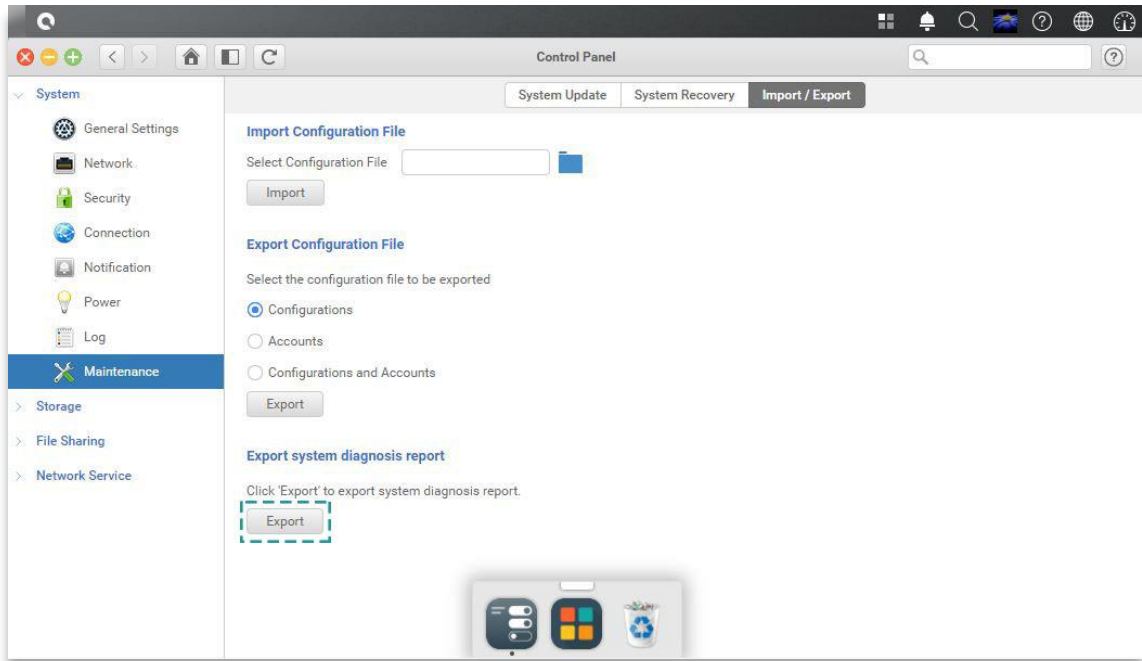 Control Panel
System
General Settings
Network
Security
Connection
Notification
Power
Log
Maintenance
Storage
File Sharing
Network Service
System Update
System Recovery
Import / Export
Import Configuration File
Select Configuration File
Import
Export Configuration File
Select the configuration file to be exported
Configurations
Accounts
Configurations and Accounts
Export
Export system diagnosis report
Click 'Export' to export system diagnosis report.
Export